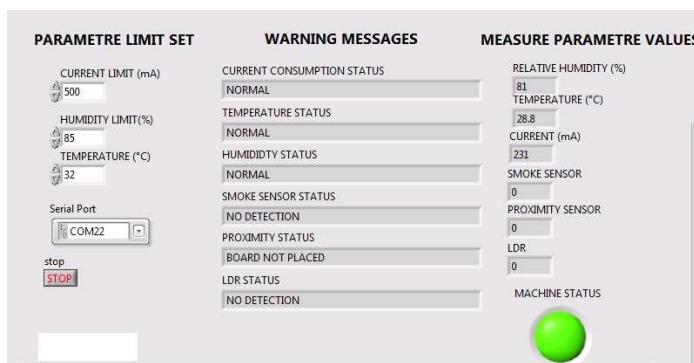 PARAMETRE LIMIT SET
CURRENT LIMIT (mA)
500
HUMIDITY LIMIT(%)
85
TEMPERATURE (°C)
32
Serial Port
COM22
stop
STOP
WARNING MESSAGES
CURRENT CONSUMPTION STATUS
NORMAL
TEMPERATURE STATUS
NORMAL
HUMIDIDTY STATUS
NORMAL
SMOKE SENSOR STATUS
NO DETECTION
PROXIMITY STATUS
BOARD NOT PLACED
LDR STATUS
NO DETECTION
MEASURE PARAMETRE VALUES
RELATIVE HUMIDITY (%)
81
TEMPERATURE (°C)
28.8
CURRENT (mA)
231
SMOKE SENSOR
0
PROXIMITY SENSOR
0
LDR
0
MACHINE STATUS